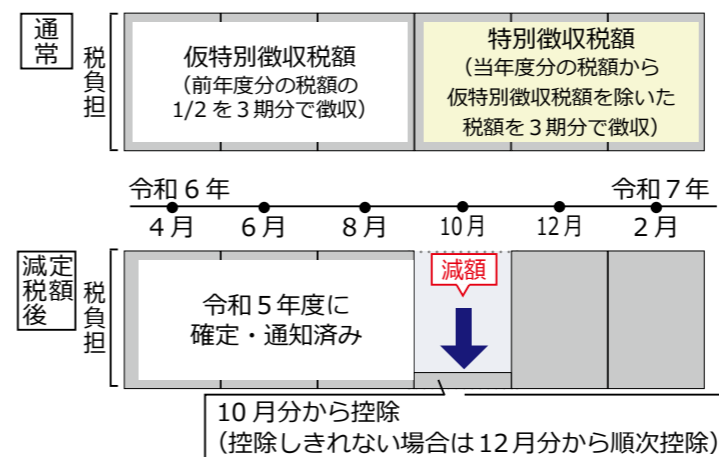 通常
税負担
仮特別徴収税額
(前年度分の税額の
1/2 を３期分で徴収)
特別徴収税額
(当年度分の税額から
仮特別徴収税額を除いた
税額を３期分で徴収)
令和６年
令和７年
４月
６月
８月
10月
12月
２月
定額減税後
税負担
令和５年度に
確定・通知済み
減額
10 月分から控除
(控除しきれない場合は 12 月分から順次控除)